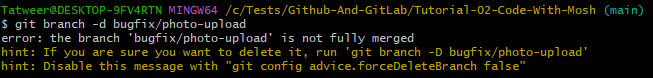 Tatweer@DESKTOP-9FV4RTN MINGW64 /c/Tests/Github-And-GitLab/Tutorial-02-Code-With-Mosh (main)
$ git branch -d bugfix/photo-upload
error: the branch 'bugfix/photo-upload' is not fully merged
hint: If you are sure you want to delete it, run 'git branch -D bugfix/photo-upload'
hint: Disable this message with "git config advice.forceDeleteBranch false"